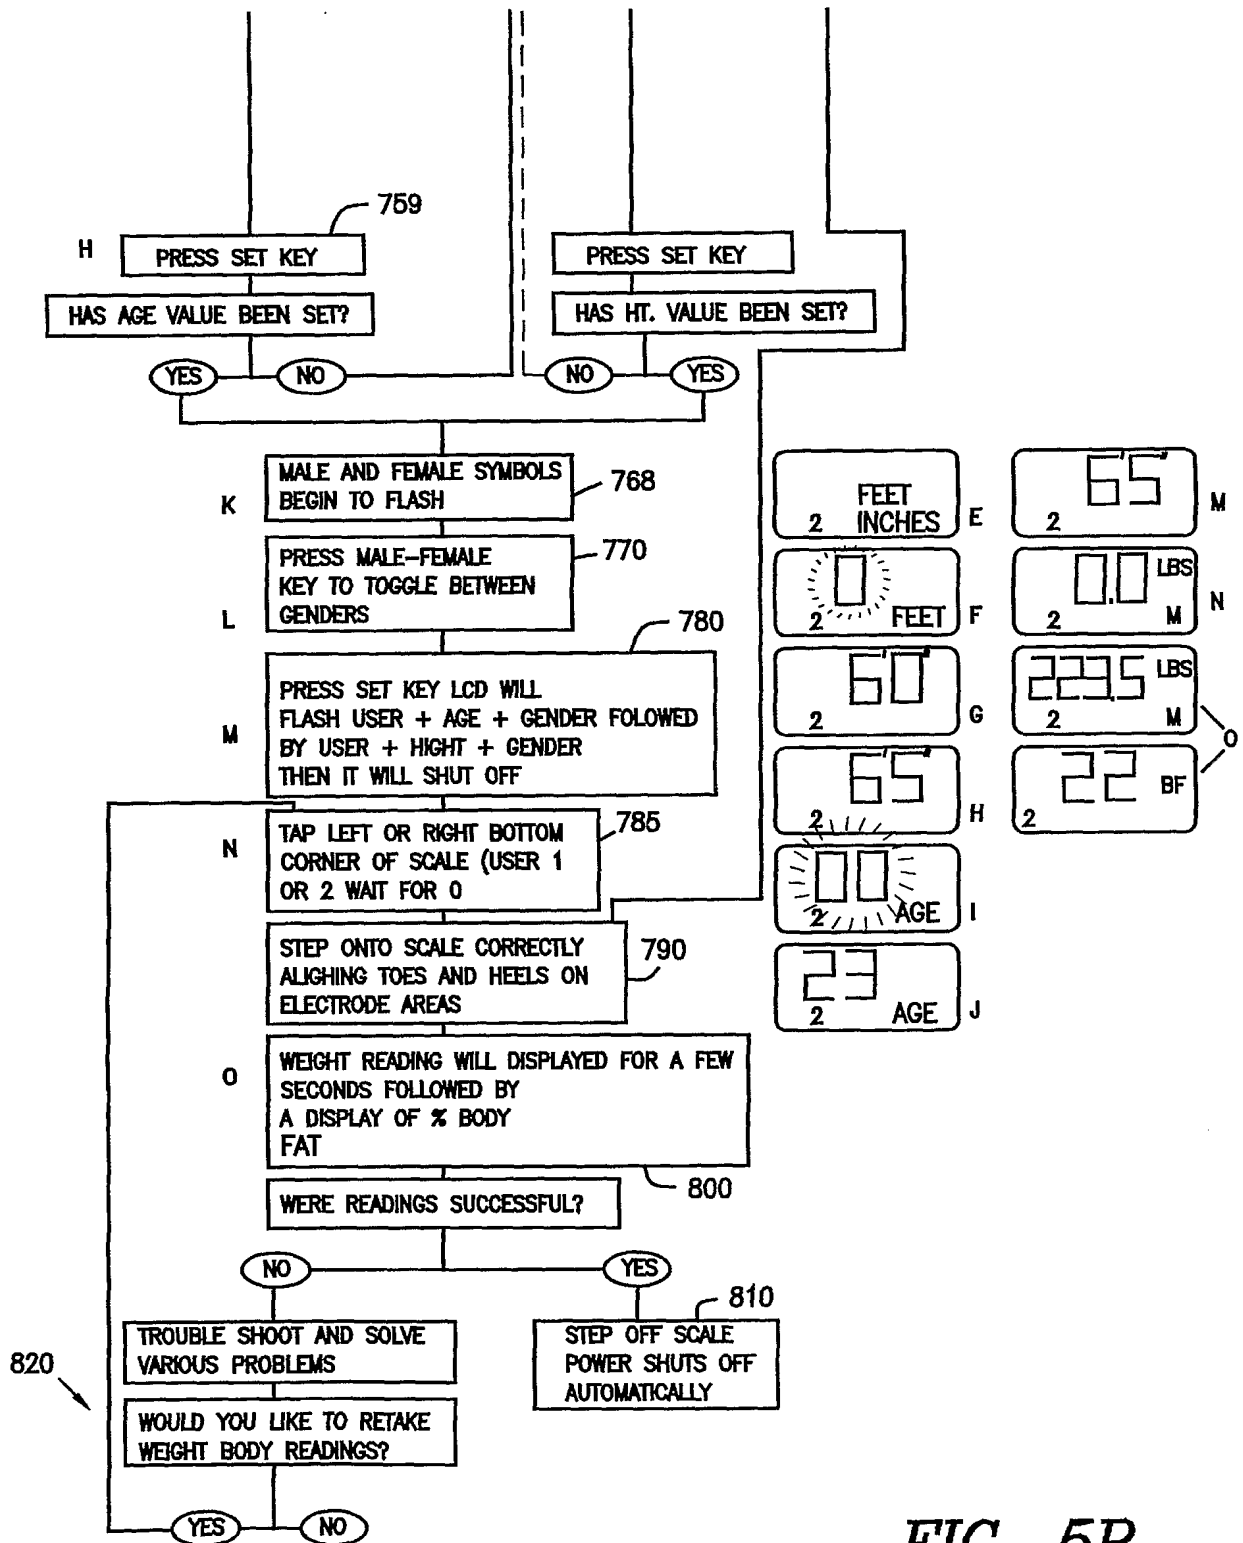 759
H
PRESS SET KEY
PRESS SET KEY
HAS AGE VALUE BEEN SET?
HAS HT. VALUE BEEN SET?
YES
NO
NO
YES
K
MALE AND FEMALE SYMBOLS
BEGIN TO FLASH
768
L
PRESS MALE-FEMALE
KEY TO TOGGLE BETWEEN
GENDERS
770
780
M
PRESS SET KEY LCD WILL
FLASH USER + AGE + GENDER FOLOWED
BY USER + HIGHT + GENDER
THEN IT WILL SHUT OFF
N
TAP LEFT OR RIGHT BOTTOM
CORNER OF SCALE (USER 1
OR 2 WAIT FOR 0
785
STEP ONTO SCALE CORRECTLY
ALIGHING TOES AND HEELS ON
ELECTRODE AREAS
790
O
WEIGHT READING WILL DISPLAYED FOR A FEW
SECONDS FOLLOWED BY
A DISPLAY OF % BODY
FAT
800
WERE READINGS SUCCESSFUL?
NO
YES
810
TROUBLE SHOOT AND SOLVE
VARIOUS PROBLEMS
STEP OFF SCALE
POWER SHUTS OFF
AUTOMATICALLY
820
WOULD YOU LIKE TO RETAKE
WEIGHT BODY READINGS?
YES
NO
FEET
2 INCHES
E
0
2 FEET
F
6'0"
2
G
6'5"
2
H
00
2 AGE
I
23
2 AGE
J
6'5"
2
M
0.0 LBS
2 M
N
223.5 LBS
2 M
O
22 BF
2
FIG. 5B